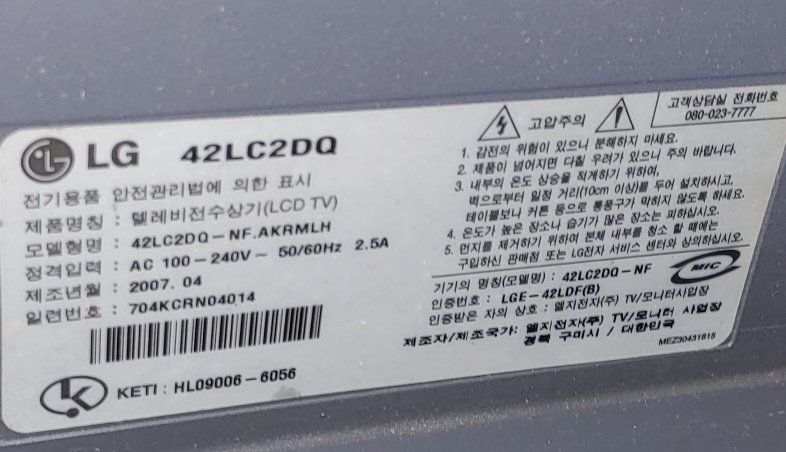 LG 42LC2DQ
전기용품 안전관리법에 의한 표시
제품명칭 : 텔레비전수상기(LCD TV)
모델형명 : 42LC2DQ-NF.AKRMLH
정격입력 : AC 100-240V~ 50/60Hz 2.5A
제조년월 : 2007. 04
일련번호 : 704KCRN04014
KETI : HL09006-6056
고압주의
고객상담실 전화번호
080-023-7777
1. 감전의 위험이 있으니 분해하지 마세요.
2. 제품이 넘어지면 다칠 우려가 있으니 주의 바랍니다.
3. 내부의 온도 상승을 적게하기 위하여,
벽으로부터 일정 거리(10cm 이상)를 두어 설치하시고,
테이블보나 커튼 등으로 통풍구가 막히지 않도록 하세요.
4. 온도가 높은 장소나 습기가 많은 장소는 피하십시오.
5. 먼지를 제거하기 위하여 본체 내부를 청소 할 때에는
구입하신 판매점 또는 LG전자 서비스 센터와 상의하십시오.
기기의 명칭(모델명) : 42LC2DQ-NF
MIC
인증번호 : LGE-42LDF(B)
인증받은 자의 상호 : 엘지전자(주) TV/모니터사업장
제조자/제조국가: 엘지전자(주) TV/모니터 사업장
경북 구미시 / 대한민국
MEZ30431815